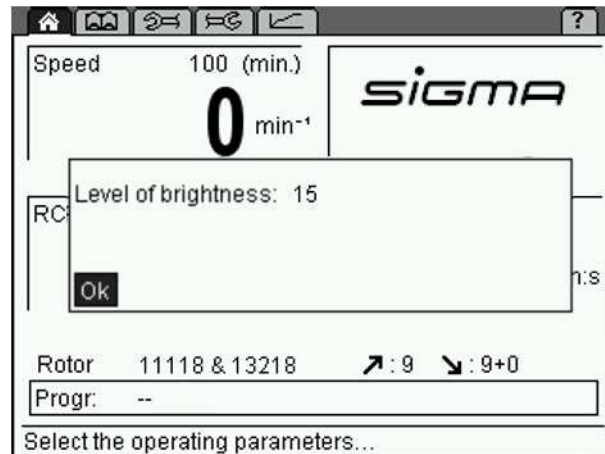 ?
Speed 100 (min.)
sigma
0 min⁻¹
Level of brightness: 15
RC
Ok
n:s
Rotor 11118 & 13218 ↗: 9 ↘: 9+0
Progr: --
Select the operating parameters...